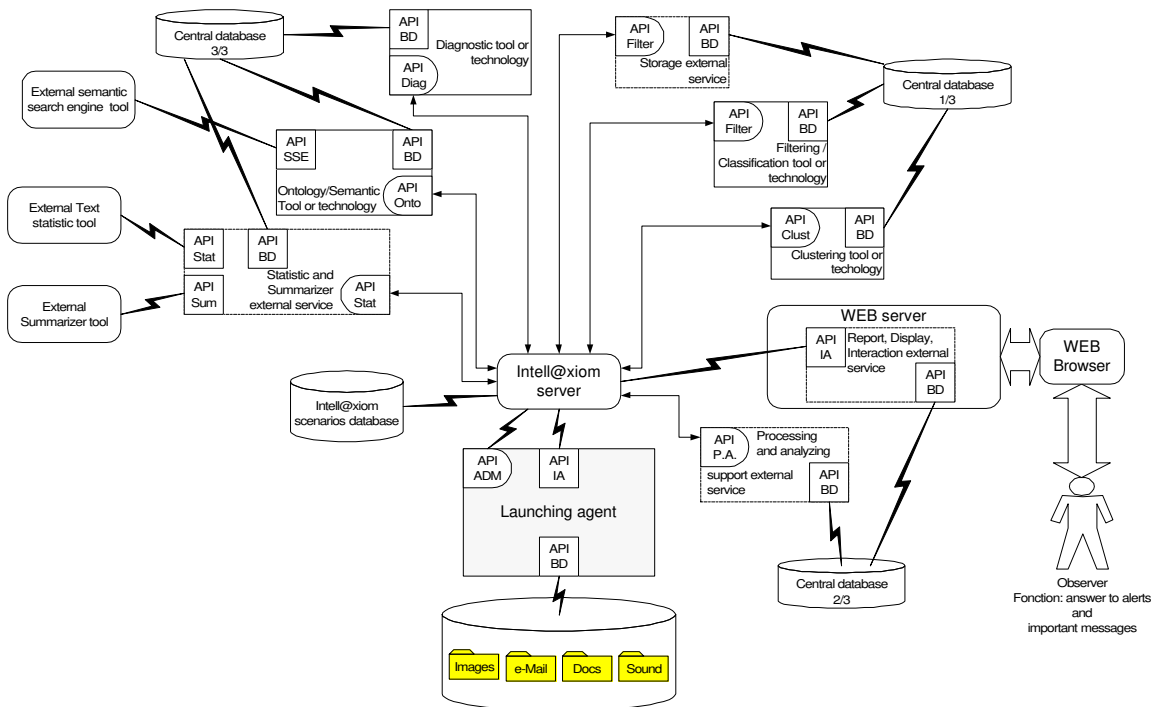 Central database
3/3
API
BD
Diagnostic tool or
technology
API
Diag
API
Filter
API
BD
Storage external
service
Central database
1/3
External semantic
search engine tool
API
SSE
API
BD
Ontology/Semantic
Tool or technology
API
Onto
API
Filter
API
BD
Filtering /
Classification tool or
technology
External Text
statistic tool
API
Stat
API
BD
Statistic and
Summarizer
external service
API
Sum
API
Stat
External
Summarizer tool
API
Clust
API
BD
Clustering tool or
techology
WEB server
API
IA
Report, Display,
Interaction external
service
API
BD
WEB
Browser
Intell@xiom
server
Intell@xiom
scenarios database
API
P.A.
Processing
and analyzing
support external
service
API
BD
API
ADM
API
IA
Launching agent
API
BD
Central database
2/3
Observer
Fonction: answer to alerts
and
important messages
Images
e-Mail
Docs
Sound